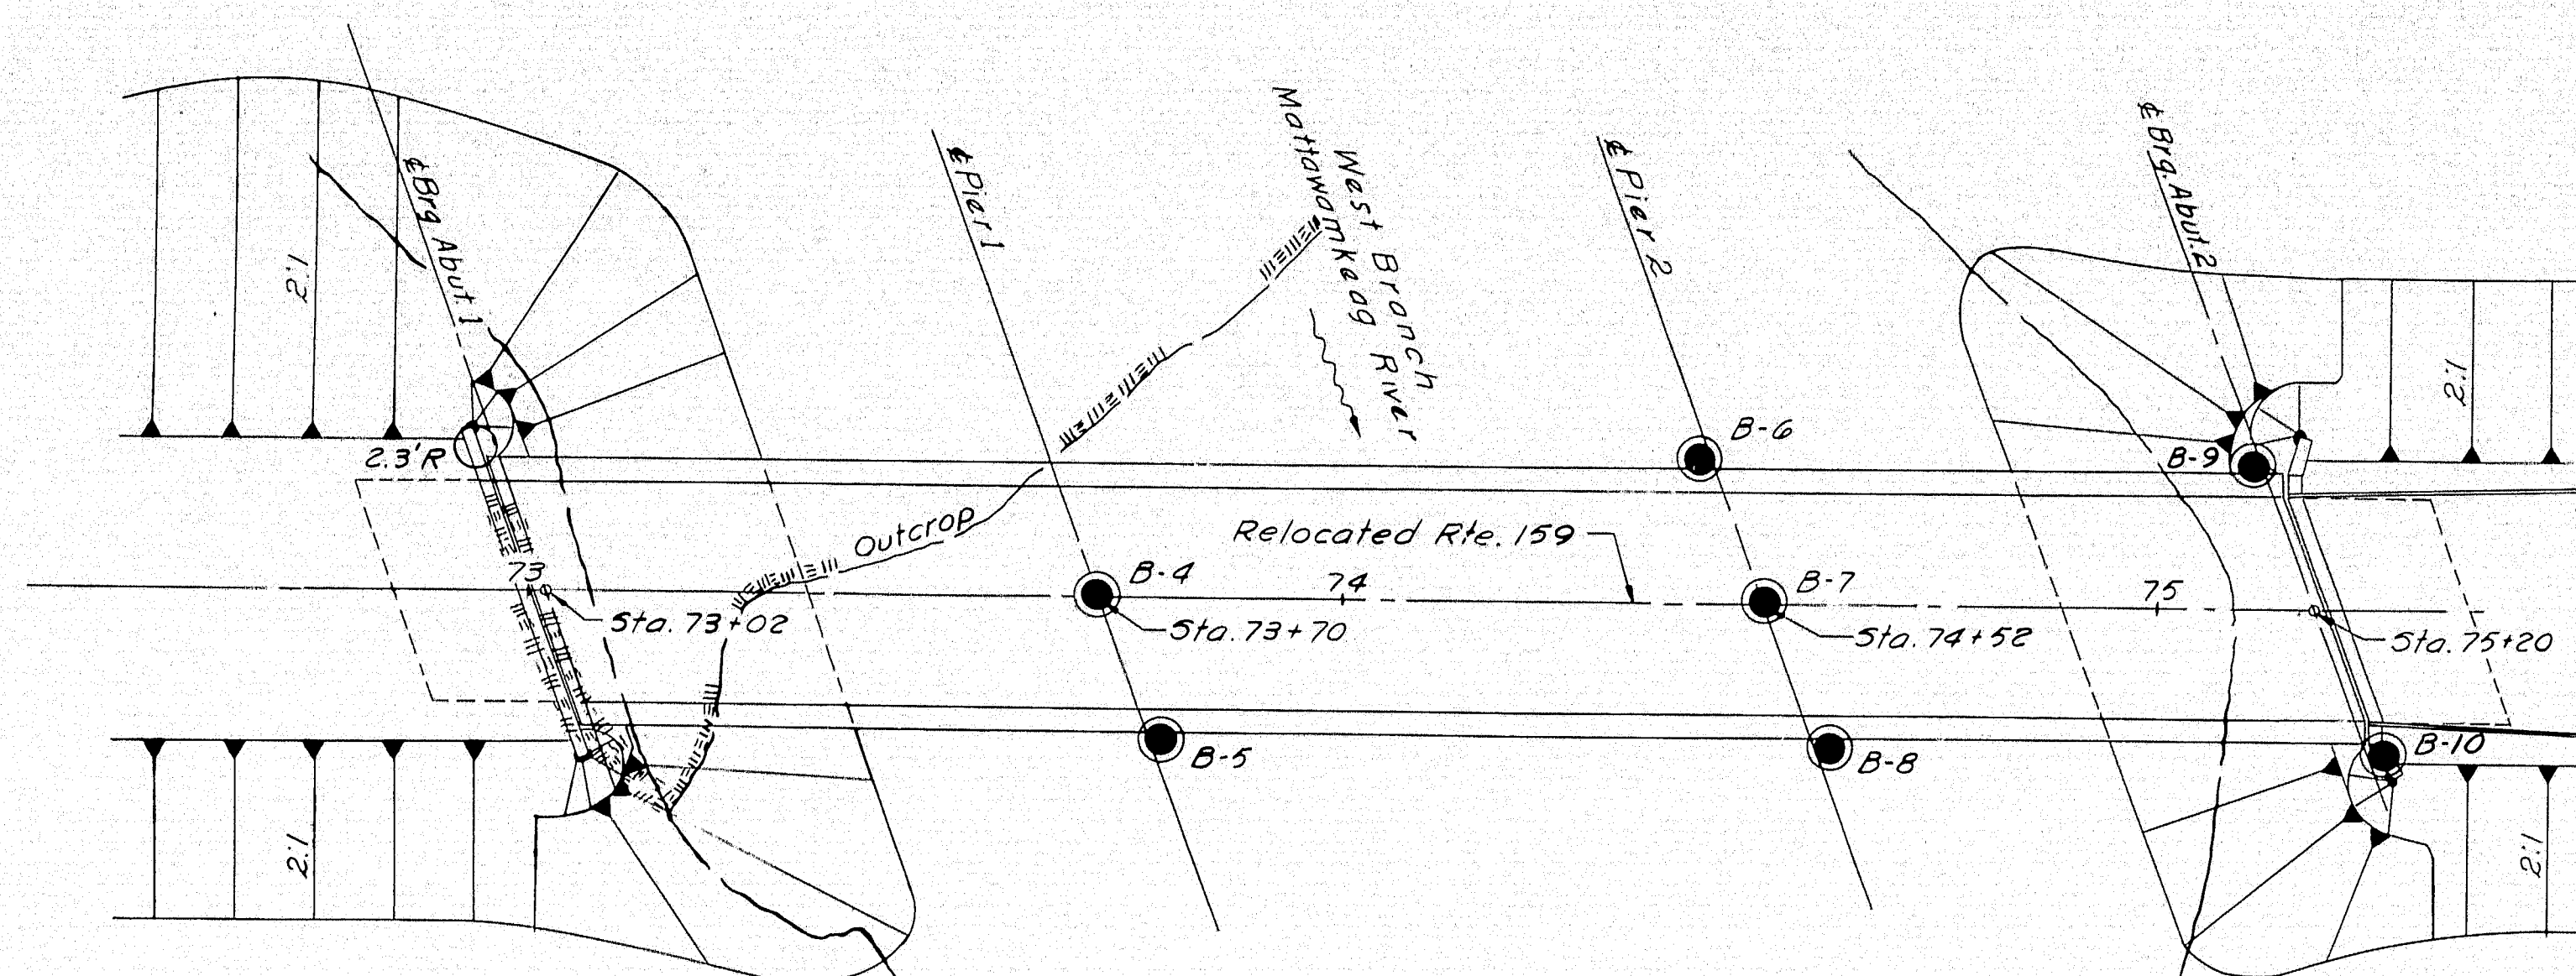 ℄ Brg. Abut. 1
℄ Pier 1
West Branch
Mattawamkeag River
℄ Pier 2
℄ Brg. Abut. 2
2:1
2:1
2.3'R
B-6
B-9
Outcrop
Relocated Rte. 159
73
B-4
74
B-7
75
Sta. 73+02
Sta. 73+70
Sta. 74+52
Sta. 75+20
B-5
B-8
B-10
2:1
2:1